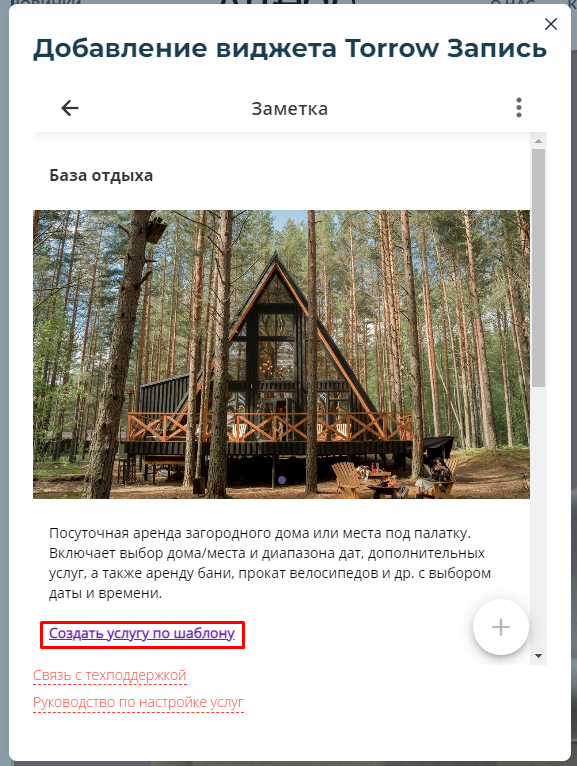 Добавление виджета Torrow Запись
Заметка
База отдыха
Посуточная аренда загородного дома или места под палатку.
Включает выбор дома/места и диапазона дат, дополнительных
услуг, а также аренду бани, прокат велосипедов и др. с выбором
даты и времени.
Создать услугу по шаблону
Связь с техподдержкой
Руководство по настройке услуг